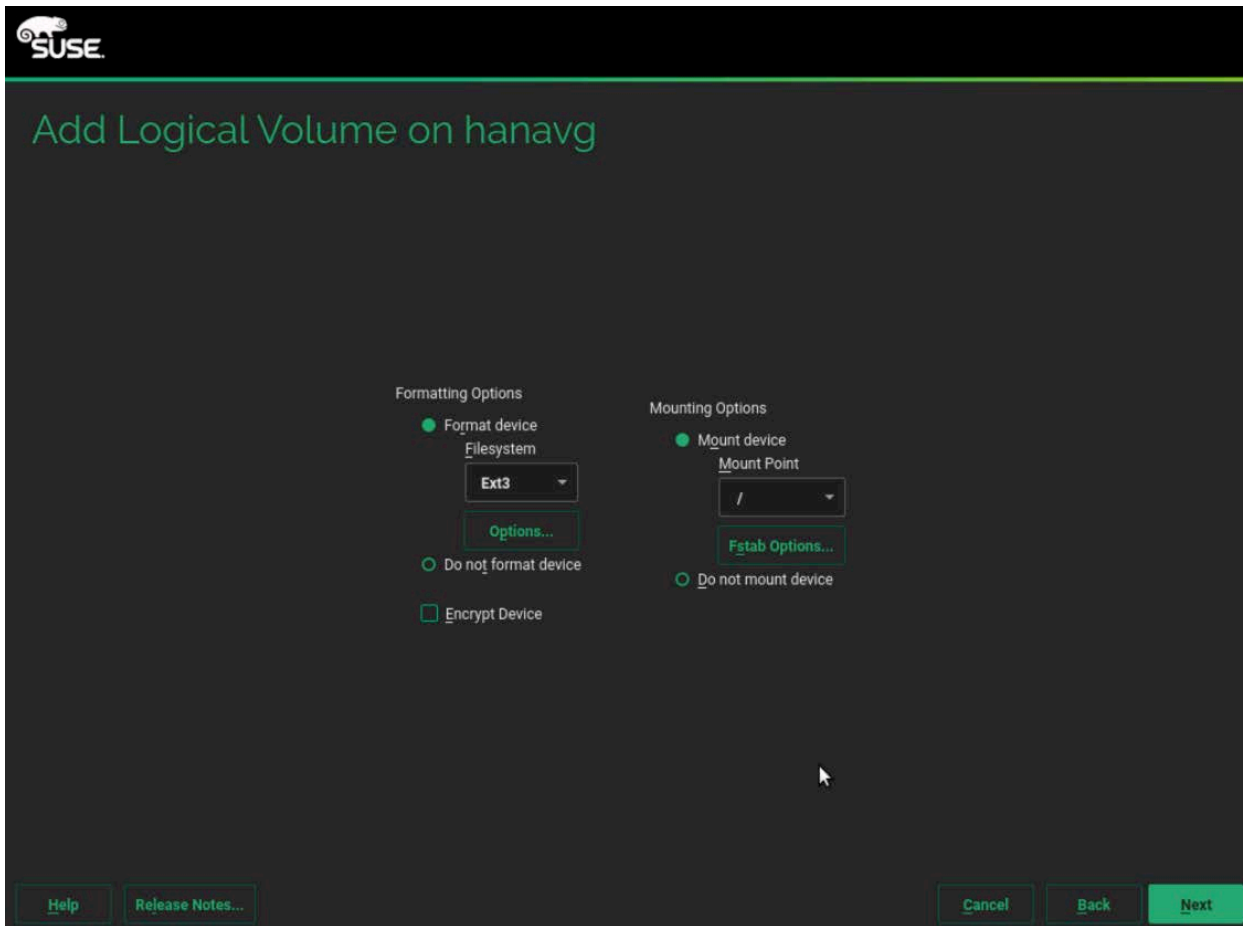 SUSE.
Add Logical Volume on hanavg
Formatting Options
Format device
Filesystem
Ext3
Options...
Do not format device
Encrypt Device
Mounting Options
Mount device
Mount Point
/
Fstab Options...
Do not mount device
Help
Release Notes...
Cancel
Back
Next